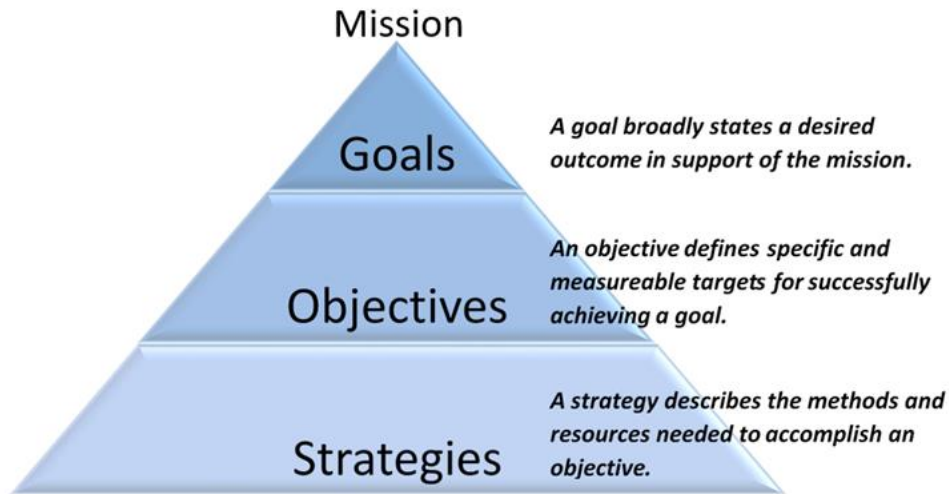 Mission
Goals
A goal broadly states a desired
outcome in support of the mission.
Objectives
An objective defines specific and
measureable targets for successfully
achieving a goal.
Strategies
A strategy describes the methods and
resources needed to accomplish an
objective.